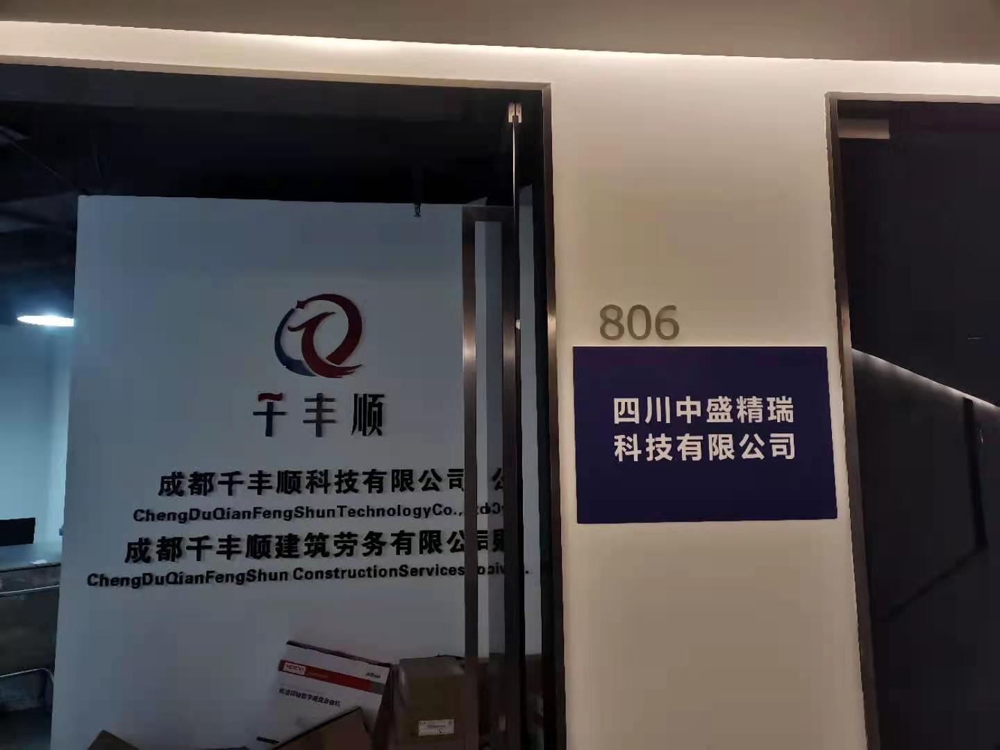 千丰顺
成都千丰顺科技有限公司
ChengDuQianFengShunTechnologyCo.,Ltd
成都千丰顺建筑劳务有限公司
ChengDuQianFengShun ConstructionServices
806
四川中盛精瑞
科技有限公司